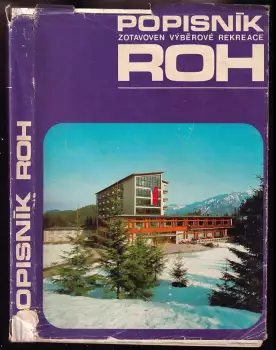 POPISNÍK
ZOTAVOVEN VÝBĚROVÉ REKREACE
ROH
POPISNÍK ROH